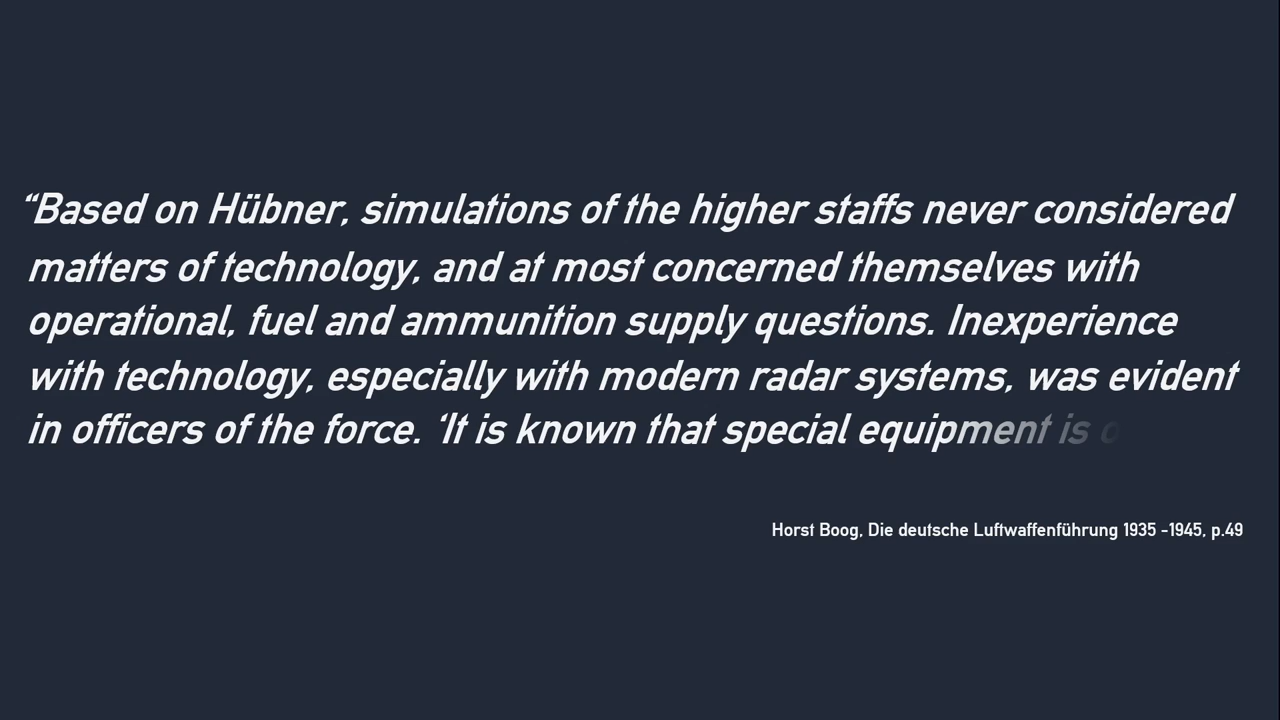 “Based on Hübner, simulations of the higher staffs never considered
matters of technology, and at most concerned themselves with
operational, fuel and ammunition supply questions. Inexperience
with technology, especially with modern radar systems, was evident
in officers of the force. ‘It is known that special equipment is
Horst Boog, Die deutsche Luftwaffenführung 1935 -1945, p.49